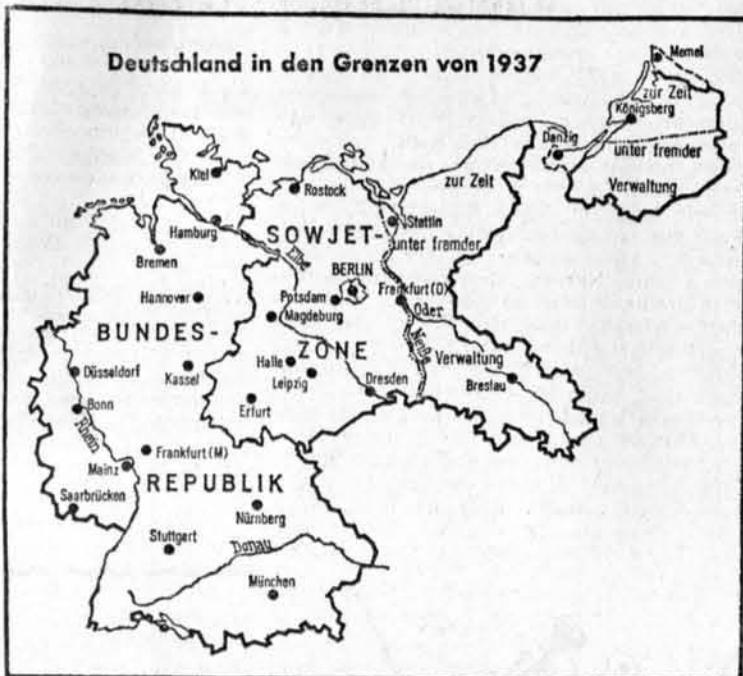 Deutschland in den Grenzen von 1937
Memel
zur Zeit
Königsberg
Danzig
unter fremder
Verwaltung
Kiel
Rostock
zur Zeit
Hamburg
Stettin
SOWJET-
unter fremder
Bremen
Elbe
BERLIN
Hannover
Potsdam
Frankfurt(O)
Magdeburg
Oder
BUNDES-
ZONE
Neiße
Verwaltung
Düsseldorf
Halle
Kassel
Leipzig
Dresden
Breslau
Bonn
Erfurt
Rhein
Frankfurt(M)
Mainz
REPUBLIK
Saarbrücken
Nürnberg
Stuttgart
Donau
München